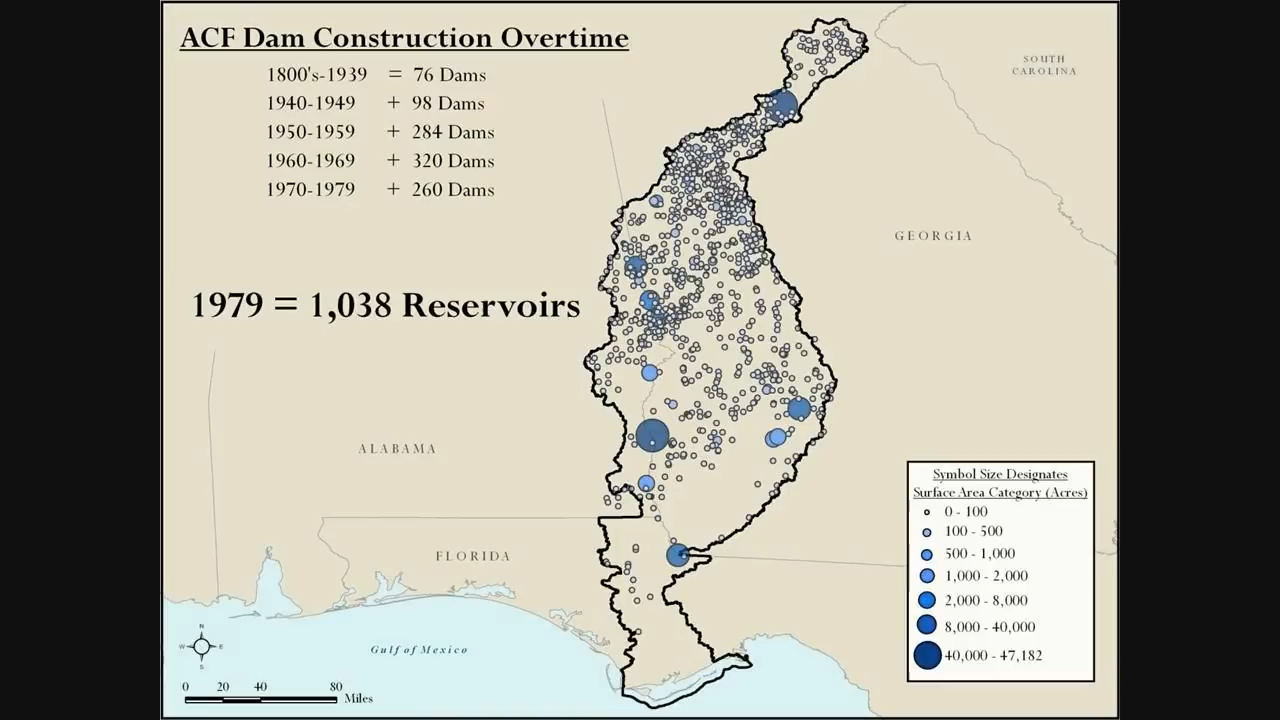 ACF Dam Construction Overtime
1800's-1939 = 76 Dams
1940-1949 + 98 Dams
1950-1959 + 284 Dams
1960-1969 + 320 Dams
1970-1979 + 260 Dams
1979 = 1,038 Reservoirs
SOUTH
CAROLINA
GEORGIA
ALABAMA
FLORIDA
Gulf of Mexico
N
W E
S
0 20 40 80
Miles
Symbol Size Designates
Surface Area Category (Acres)
0 - 100
100 - 500
500 - 1,000
1,000 - 2,000
2,000 - 8,000
8,000 - 40,000
40,000 - 47,182